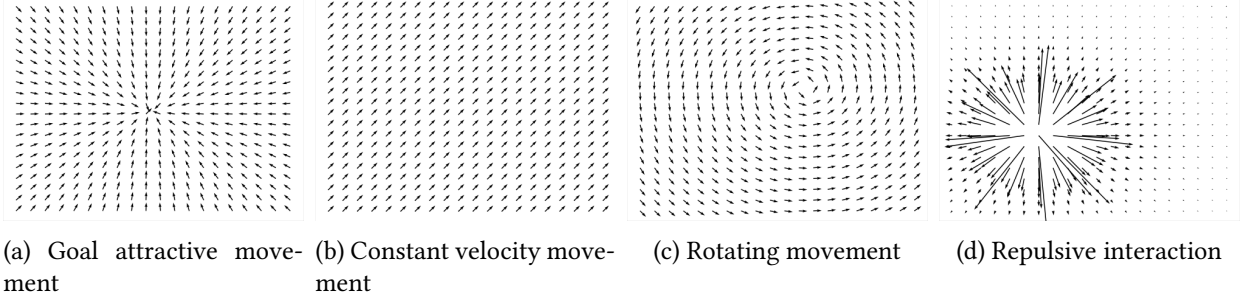 (a) Goal attractive move-
ment
(b) Constant velocity move-
ment
(c) Rotating movement
(d) Repulsive interaction